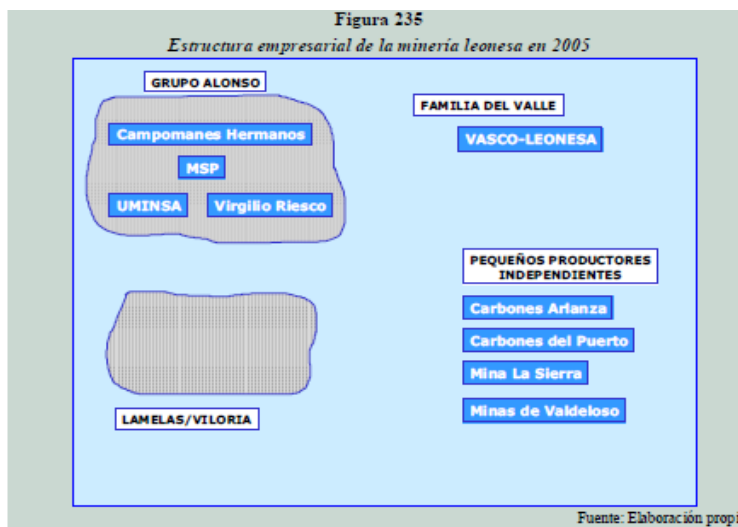 Figura 235
Estructura empresarial de la minería leonesa en 2005
GRUPO ALONSO
Campomanes Hermanos
MSP
UMINSA
Virgilio Riesco
FAMILIA DEL VALLE
VASCO-LEONESA
LAMELAS/VILORIA
PEQUEÑOS PRODUCTORES
INDEPENDIENTES
Carbones Arlanza
Carbones del Puerto
Mina La Sierra
Minas de Valdeloso
Fuente: Elaboración propi